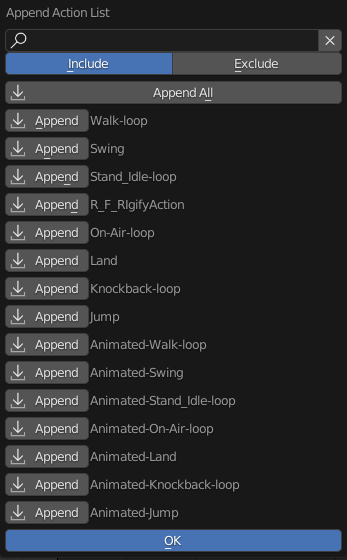 Append Action List
Include Exclude
Append All
Append Walk-loop
Append Swing
Append Stand_Idle-loop
Append R_F_RIgifyAction
Append On-Air-loop
Append Land
Append Knockback-loop
Append Jump
Append Animated-Walk-loop
Append Animated-Swing
Append Animated-Stand_Idle-loop
Append Animated-On-Air-loop
Append Animated-Land
Append Animated-Knockback-loop
Append Animated-Jump
OK